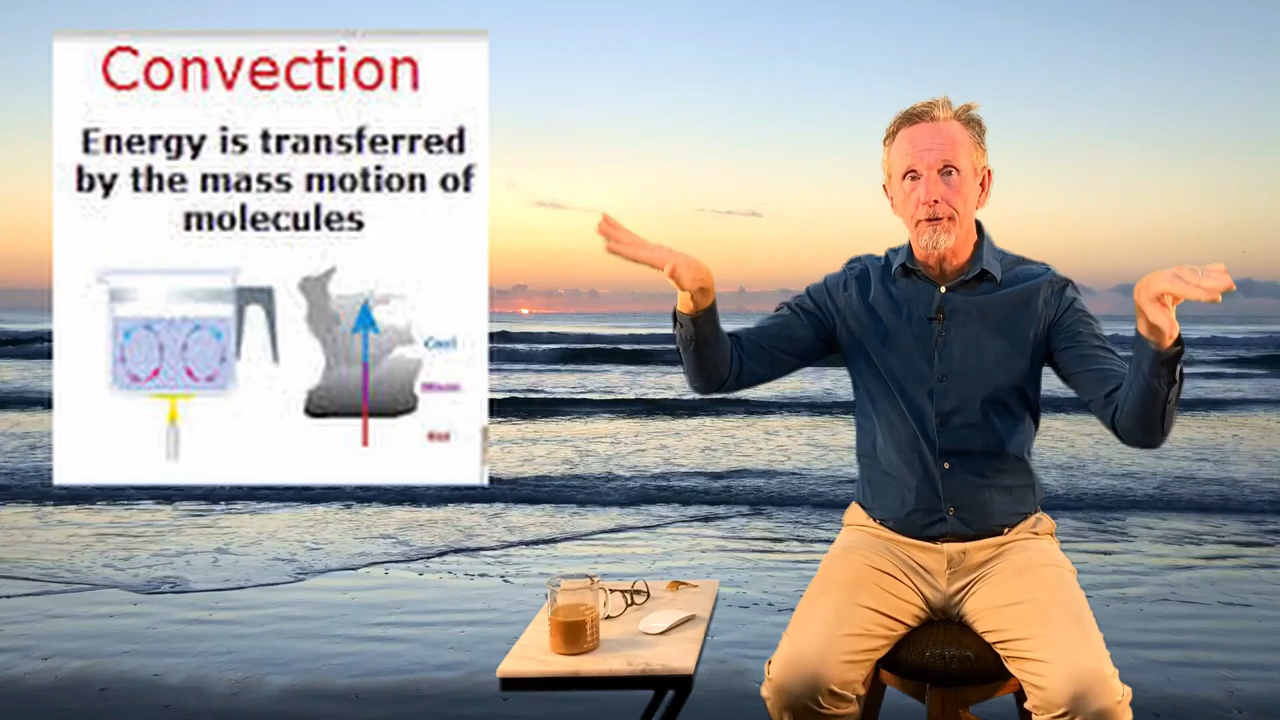 Convection
Energy is transferred
by the mass motion of
molecules
Cool